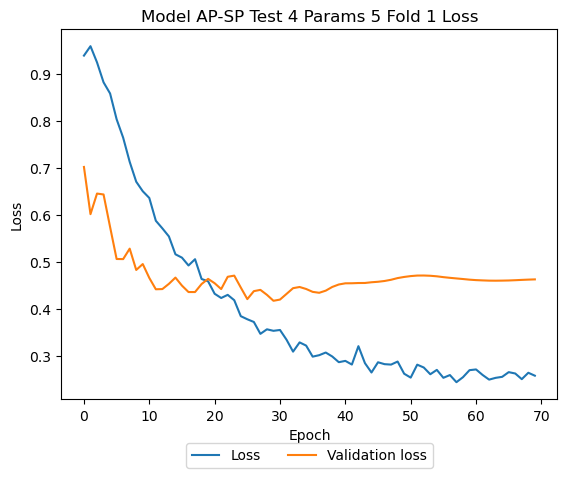 Model AP-SP Test 4 Params 5 Fold 1 Loss
Loss
0.9
0.8
0.7
0.6
0.5
0.4
0.3
0 10 20 30 40 50 60 70
Epoch
Loss Validation loss